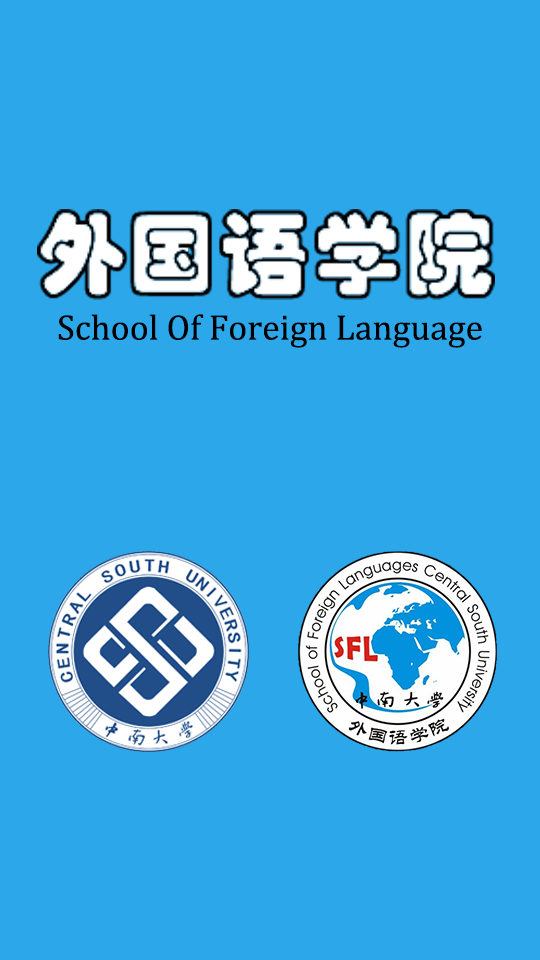 外国语学院
School Of Foreign Language
CENTRAL SOUTH UNIVERSITY
中南大学
School of Foreign Languages Central South University
SFL
中南大学
外国语学院